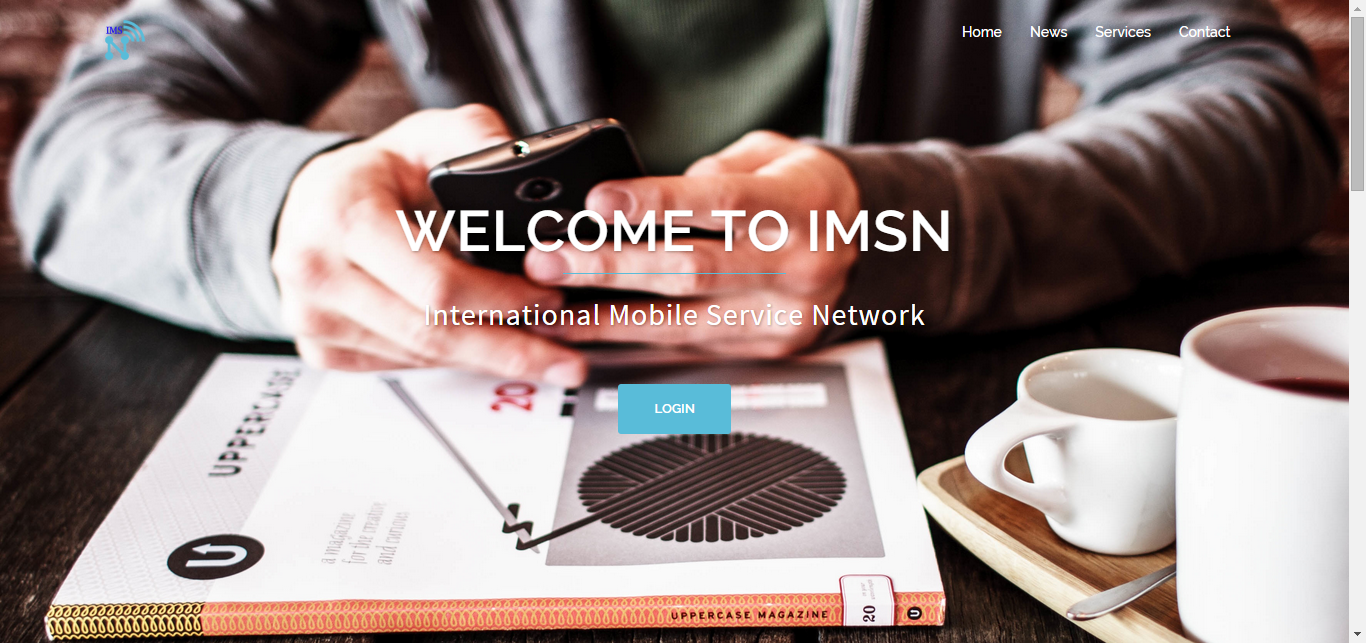 IMS
N
Home News Services Contact
WELCOME TO IMSN
International Mobile Service Network
LOGIN
UPPERCASE
20
a magazine
for the creative
and curious
UPPERCASE MAGAZINE
20